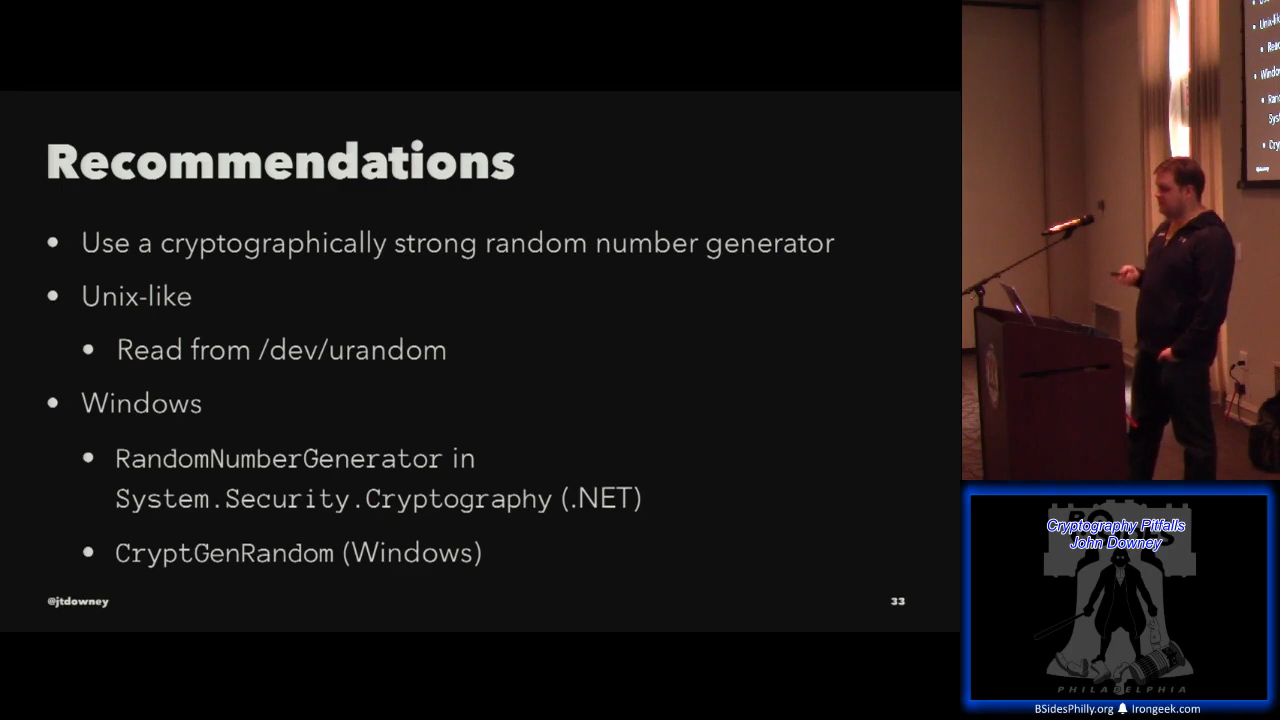 Recommendations
• Use a cryptographically strong random number generator
• Unix-like
• Read from /dev/urandom
• Windows
• RandomNumberGenerator in
System.Security.Cryptography (.NET)
• CryptGenRandom (Windows)
@jtdowney
33
Cryptography Pitfalls
John Downey
PHILADELPHIA
BSidesPhilly.org Irongeek.com